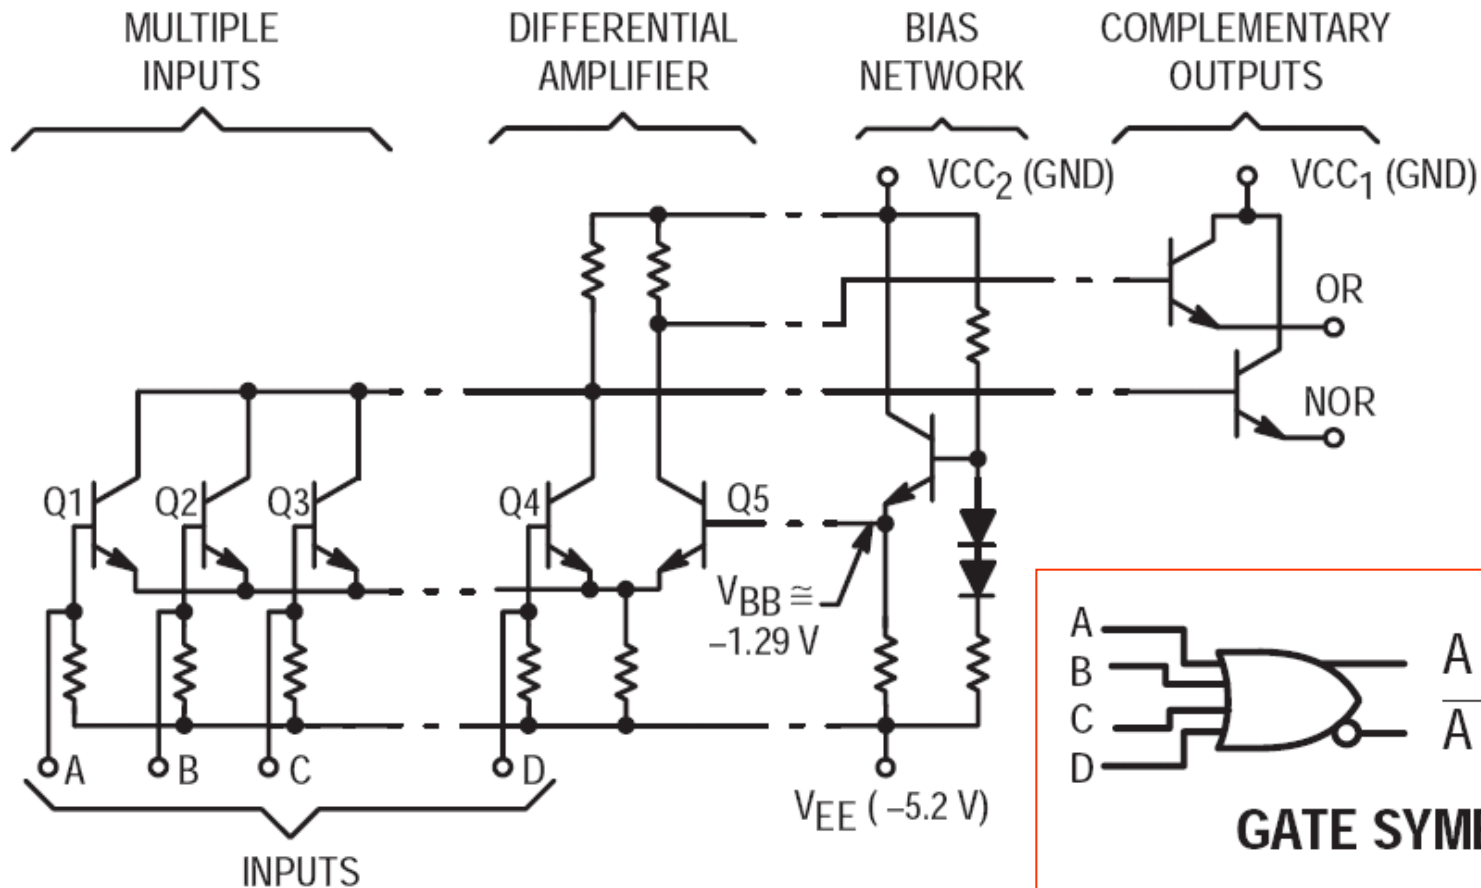 MULTIPLE
INPUTS
DIFFERENTIAL
AMPLIFIER
BIAS
NETWORK
COMPLEMENTARY
OUTPUTS
VCC2 (GND)
VCC1 (GND)
OR
NOR
Q1
Q2
Q3
Q4
Q5
VBB ≅
–1.29 V
A
B
C
D
VEE ( –5.2 V)
INPUTS
A
B
C
D
A
A̅
GATE